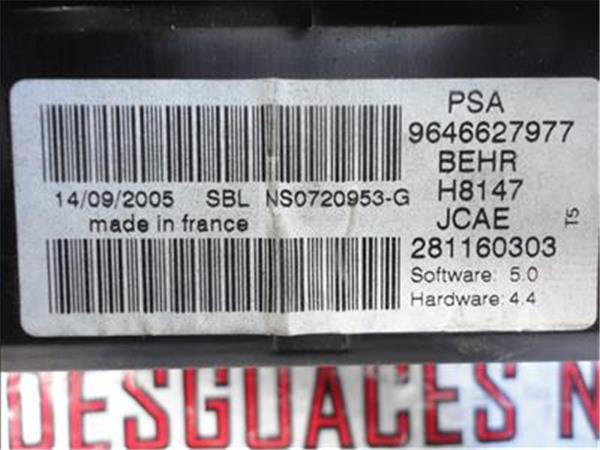 PSA
9646627977
BEHR
H8147
JCAE
281160303
Software: 5.0
Hardware: 4.4
T5
14/09/2005 SBL NS0720953-G
made in france
DESGUACES N